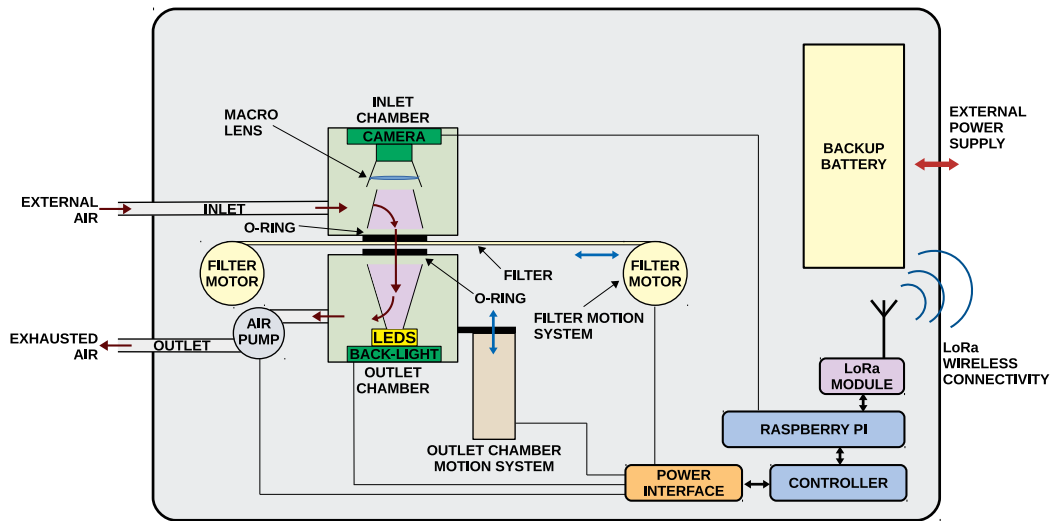 INLET
CHAMBER
MACRO
LENS
CAMERA
EXTERNAL
POWER
SUPPLY
BACKUP
BATTERY
EXTERNAL
AIR
INLET
O-RING
FILTER
MOTOR
FILTER
FILTER
MOTOR
O-RING
FILTER MOTION
SYSTEM
AIR
PUMP
EXHAUSTED
AIR
OUTLET
LEDS
BACK-LIGHT
OUTLET
CHAMBER
LoRa
WIRELESS
CONNECTIVITY
LoRa
MODULE
RASPBERRY PI
OUTLET CHAMBER
MOTION SYSTEM
POWER
INTERFACE
CONTROLLER